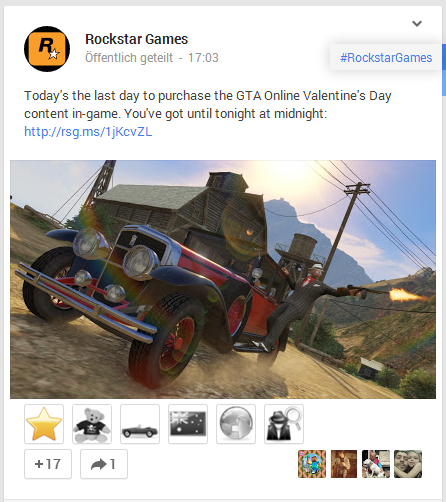 R
Rockstar Games
Öffentlich geteilt - 17:03
#RockstarGames
Today's the last day to purchase the GTA Online Valentine's Day
content in-game. You've got until tonight at midnight:
http://rsg.ms/1jKcvZL
+17
1